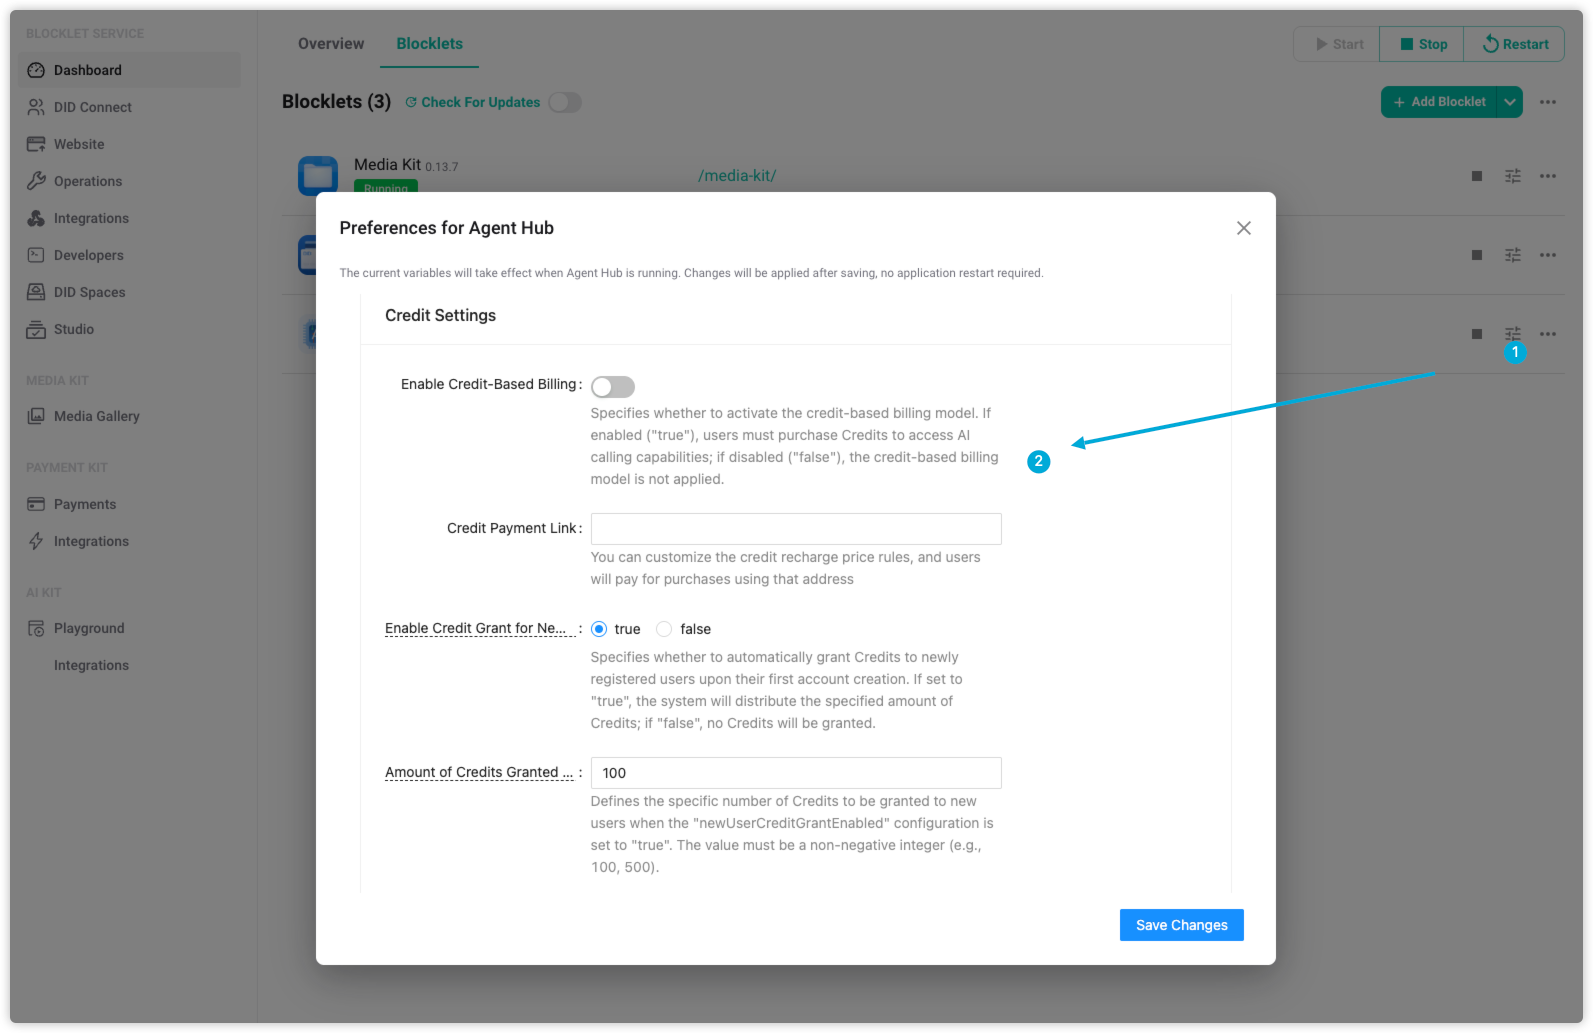 BLOCKLET SERVICE
Dashboard
DID Connect
Website
Operations
Integrations
Developers
DID Spaces
Studio
MEDIA KIT
Media Gallery
PAYMENT KIT
Payments
Integrations
AI KIT
Playground
Integrations
Overview
Blocklets
Start
Stop
Restart
Blocklets (3)
Check For Updates
+ Add Blocklet
Media Kit 0.13.7
Running
/media-kit/
1
Preferences for Agent Hub
The current variables will take effect when Agent Hub is running. Changes will be applied after saving, no application restart required.
Credit Settings
Enable Credit-Based Billing :
Specifies whether to activate the credit-based billing model. If
enabled ("true"), users must purchase Credits to access AI
calling capabilities; if disabled ("false"), the credit-based billing
model is not applied.
2
Credit Payment Link :
You can customize the credit recharge price rules, and users
will pay for purchases using that address
Enable Credit Grant for Ne... : true false
Specifies whether to automatically grant Credits to newly
registered users upon their first account creation. If set to
"true", the system will distribute the specified amount of
Credits; if "false", no Credits will be granted.
Amount of Credits Granted ... : 100
Defines the specific number of Credits to be granted to new
users when the "newUserCreditGrantEnabled" configuration is
set to "true". The value must be a non-negative integer (e.g.,
100, 500).
Save Changes